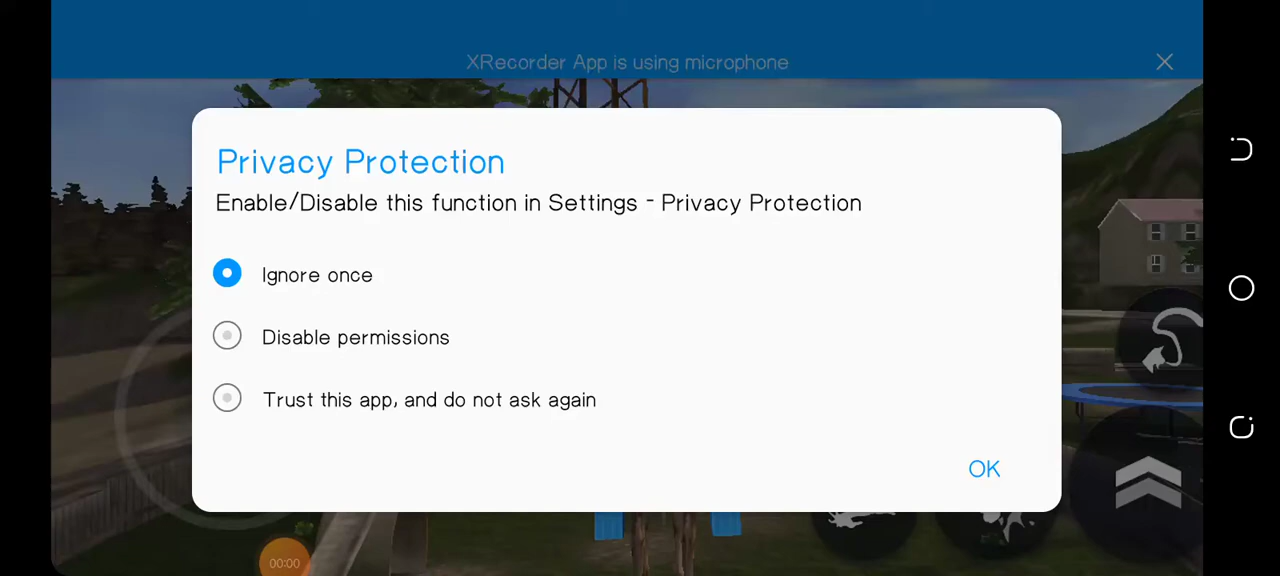 XRecorder App is using microphone
Privacy Protection
Enable/Disable this function in Settings - Privacy Protection
Ignore once
Disable permissions
Trust this app, and do not ask again
OK
00:00